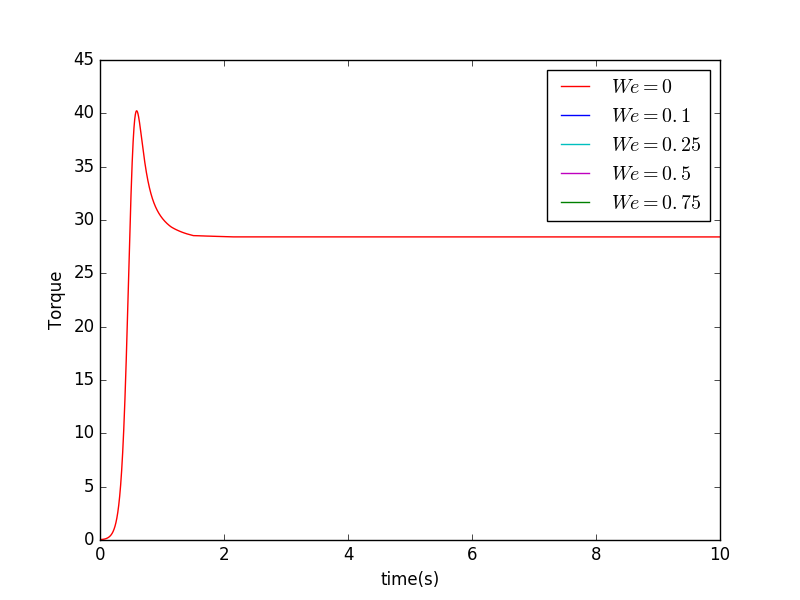 45
40
35
30
25
20
15
10
5
0
Torque
0 2 4 6 8 10
time(s)
We = 0
We = 0.1
We = 0.25
We = 0.5
We = 0.75